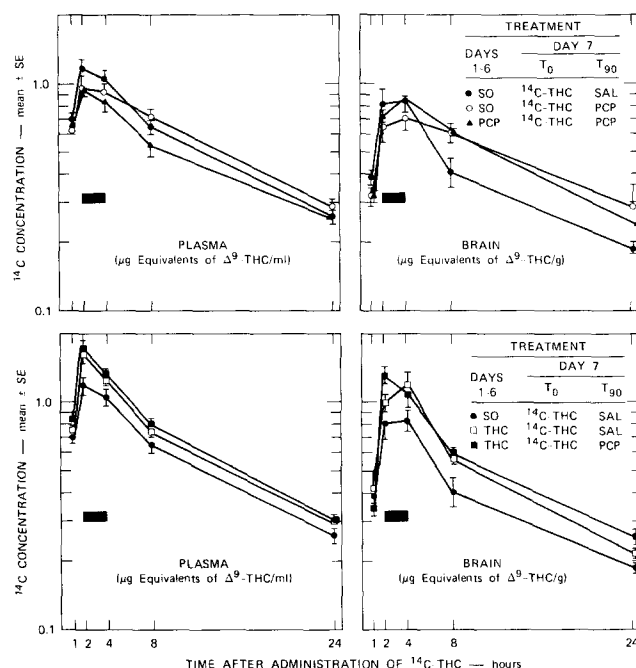 TREATMENT
DAYS 1-6 DAY 7
T0 T90
● SO 14C-THC SAL
○ SO 14C-THC PCP
▲ PCP 14C-THC PCP
14C CONCENTRATION — mean ± SE
1.0
0.1
PLASMA
(μg Equivalents of Δ9-THC/ml)
BRAIN
(μg Equivalents of Δ9-THC/g)
TREATMENT
DAYS 1-6 DAY 7
T0 T90
● SO 14C-THC SAL
□ THC 14C-THC SAL
■ THC 14C-THC PCP
14C CONCENTRATION — mean ± SE
1.0
0.1
PLASMA
(μg Equivalents of Δ9-THC/ml)
BRAIN
(μg Equivalents of Δ9-THC/g)
1 2 4 8 24
1 2 4 8 24
TIME AFTER ADMINISTRATION OF 14C-THC — hours